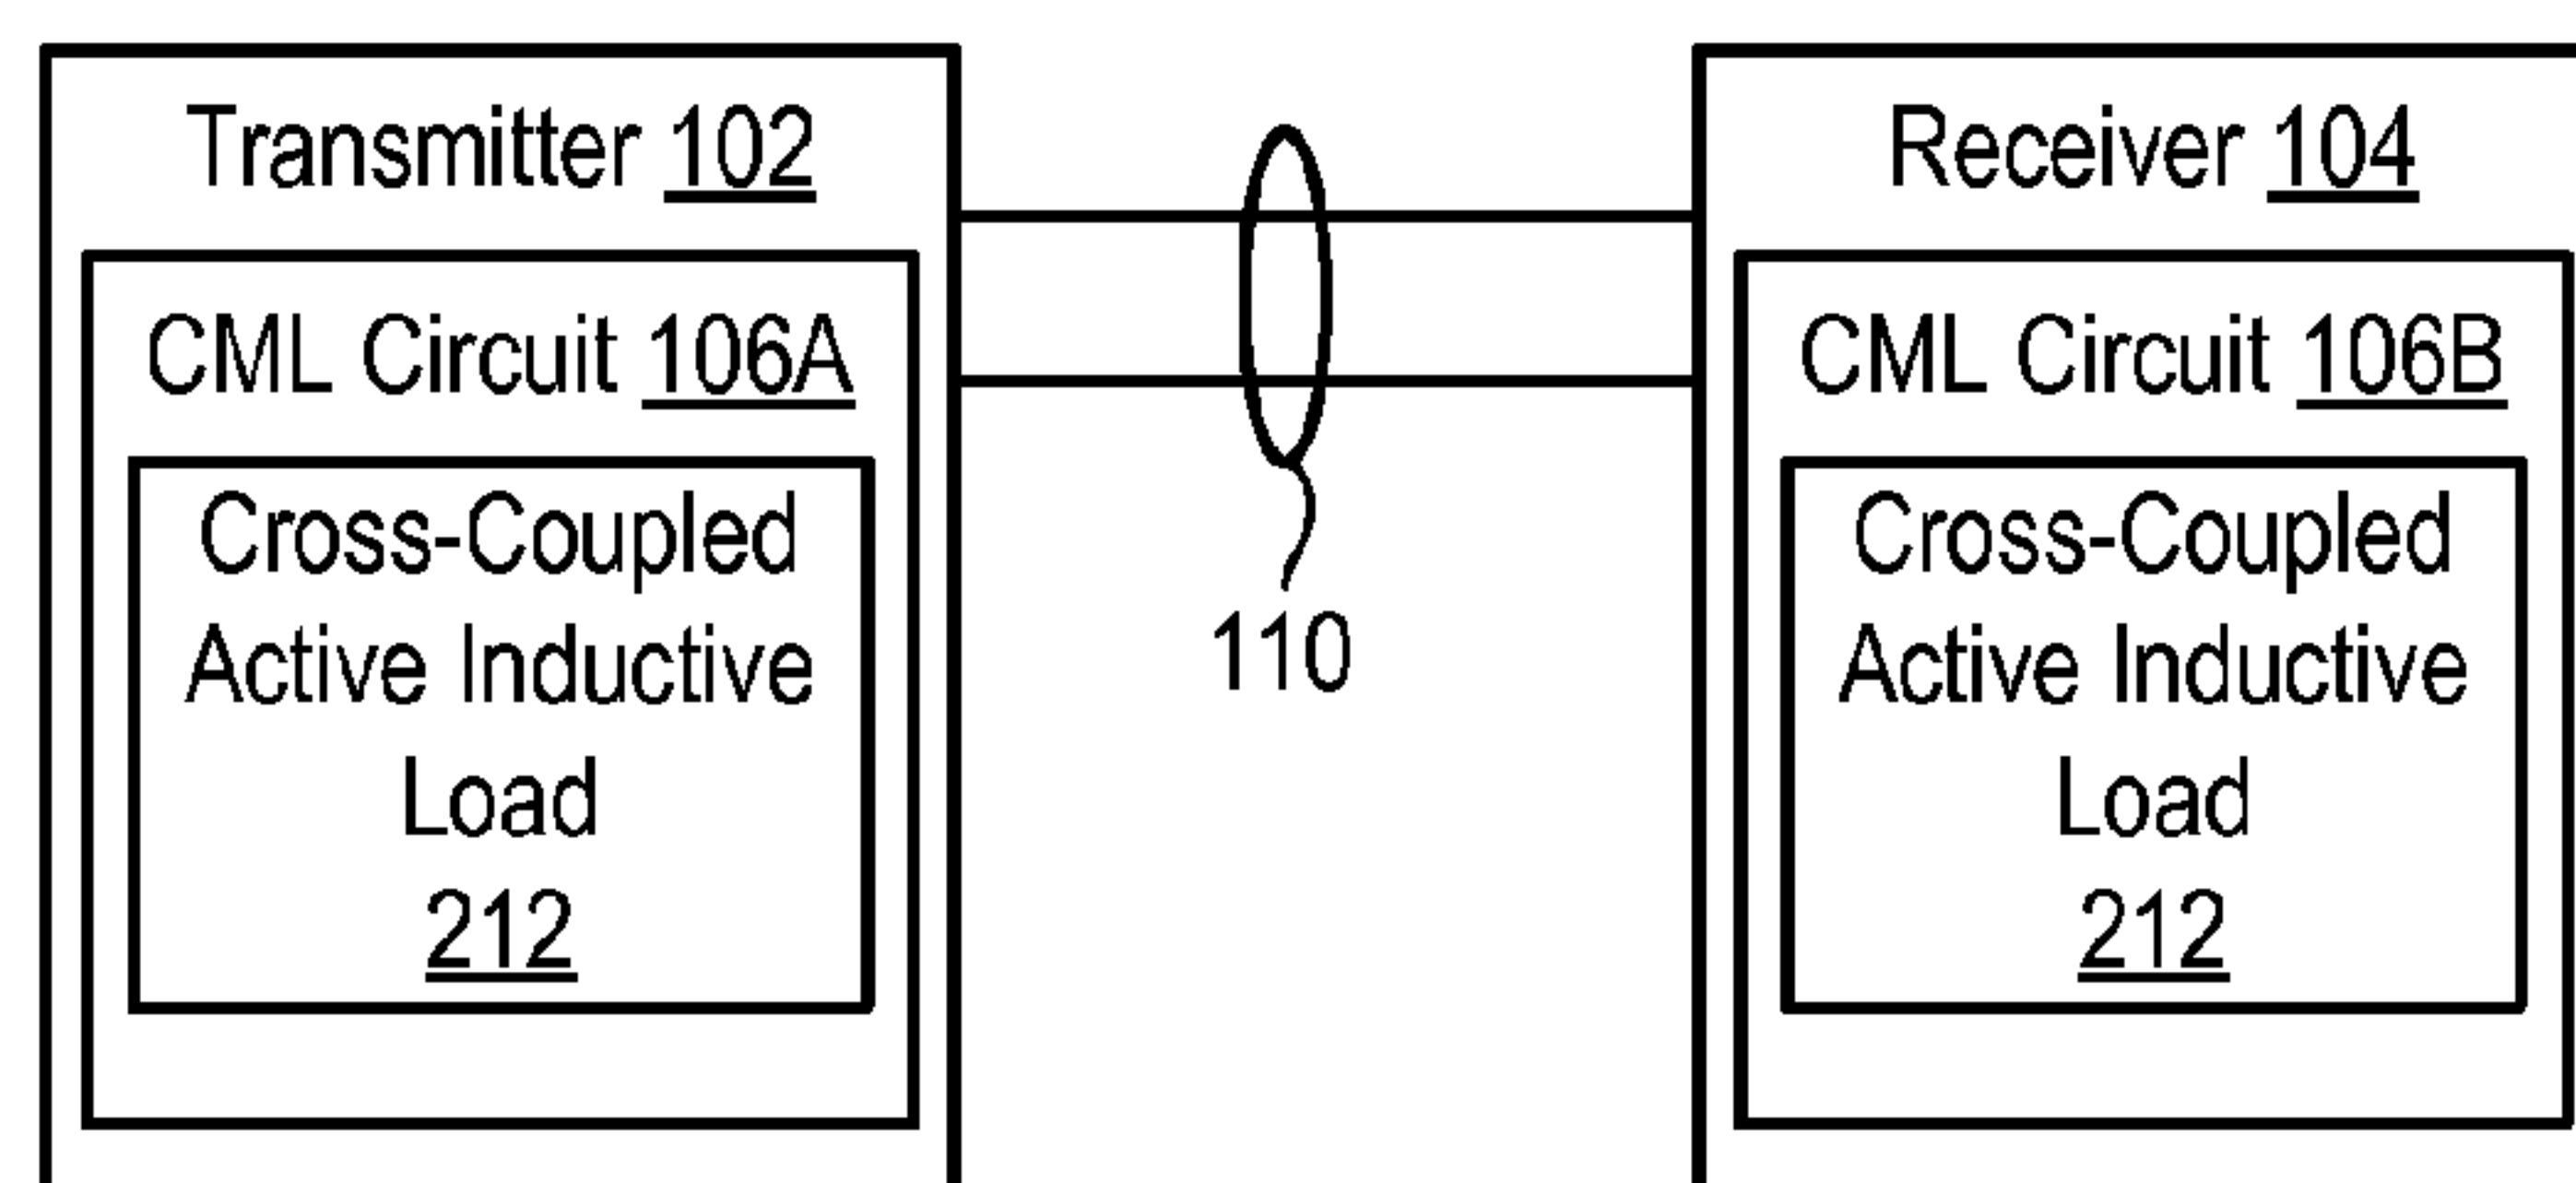 Transmitter 102
CML Circuit 106A
Cross-Coupled
Active Inductive
Load
212
110
Receiver 104
CML Circuit 106B
Cross-Coupled
Active Inductive
Load
212